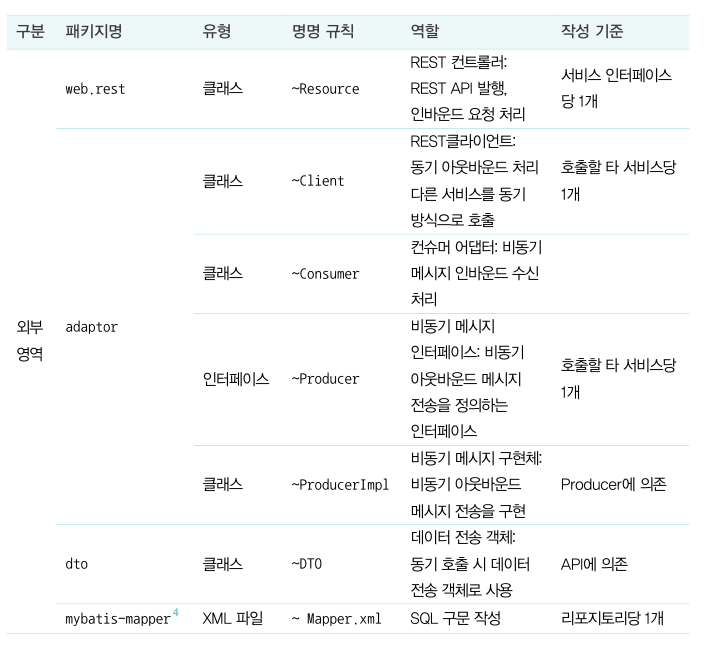 구분 패키지명 유형 명명 규칙 역할 작성 기준
외부
영역
web.rest 클래스 ~Resource
REST 컨트롤러:
REST API 발행,
인바운드 요청 처리
서비스 인터페이스
당 1개
adaptor
클래스 ~Client
REST클라이언트:
동기 아웃바운드 처리
다른 서비스를 동기
방식으로 호출
호출할 타 서비스당
1개
클래스 ~Consumer
컨슈머 어댑터: 비동기
메시지 인바운드 수신
처리
인터페이스 ~Producer
비동기 메시지
인터페이스: 비동기
아웃바운드 메시지
전송을 정의하는
인터페이스
호출할 타 서비스당
1개
클래스 ~ProducerImpl
비동기 메시지 구현체:
비동기 아웃바운드
메시지 전송을 구현
Producer에 의존
dto 클래스 ~DTO
데이터 전송 객체:
동기 호출 시 데이터
전송 객체로 사용
API에 의존
mybatis-mapper4 XML 파일 ~ Mapper.xml SQL 구문 작성 리포지토리당 1개